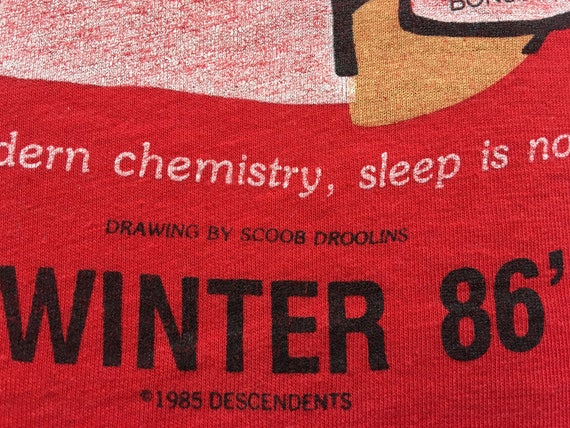 dern chemistry, sleep is no
DRAWING BY SCOOB DROOLINS
WINTER 86'
©1985 DESCENDENTS